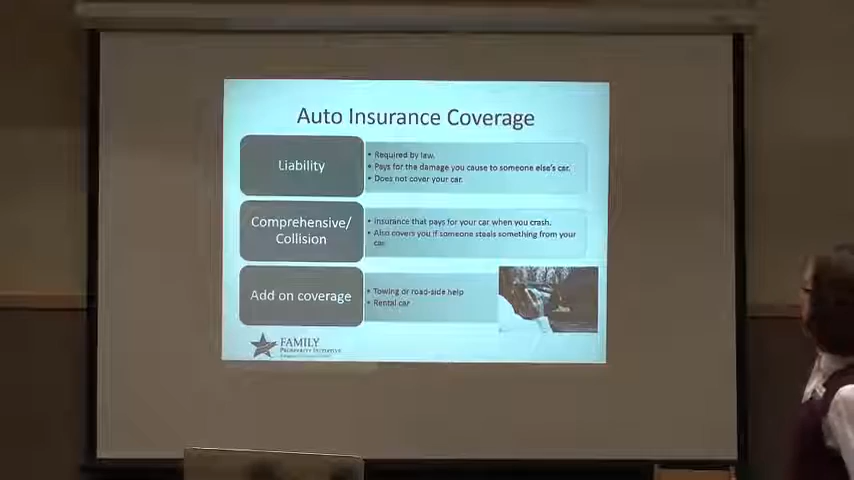 Auto Insurance Coverage
Liability
• Required by law.
• Pays for the damage you cause to someone else's car.
• Does not cover your car.
Comprehensive/
Collision
• Insurance that pays for your car when you crash.
• Also covers you if someone steals something from your
car
Add on coverage
• Towing or road-side help
• Rental car
FAMILY
PROSPERITY INITIATIVE